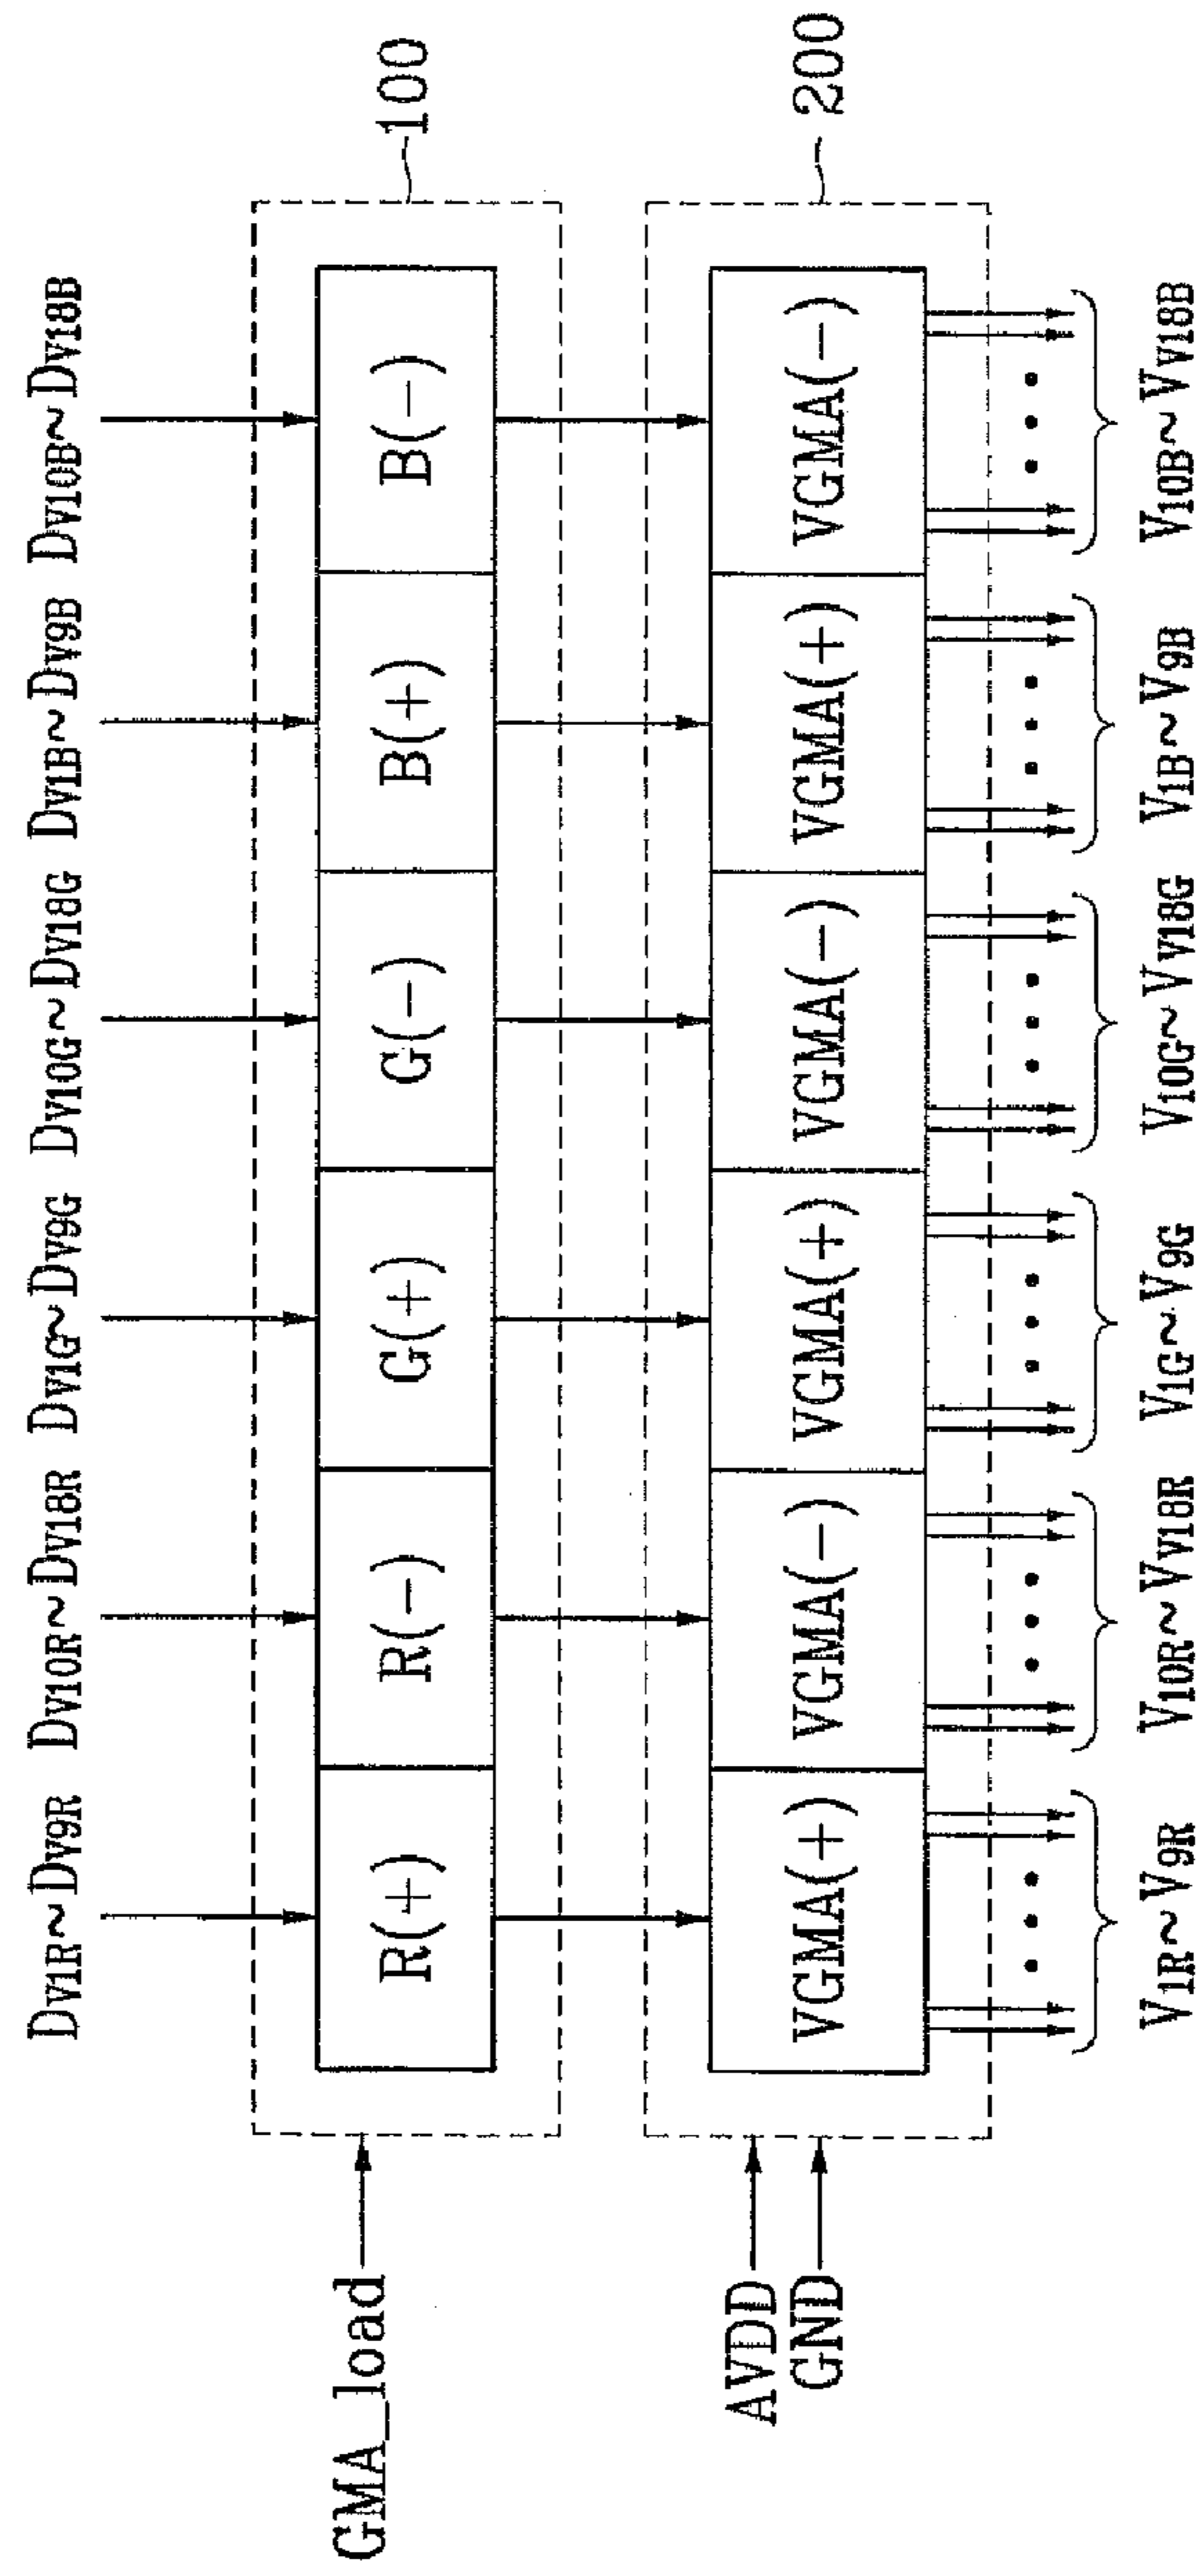 DV1R~DV9R DV10R~DV18R DV1G~DV9G DV10G~DV18G DV1B~DV9B DV10B~DV18B
GMA_load
R(+) R(-) G(+) G(-) B(+) B(-)
100
AVDD
GND
VGMA(+) VGMA(-) VGMA(+) VGMA(-) VGMA(+) VGMA(-)
200
V1R~V9R V10R~VV18R V1G~V9G V10G~VV18G V1B~V9B V10B~VV18B